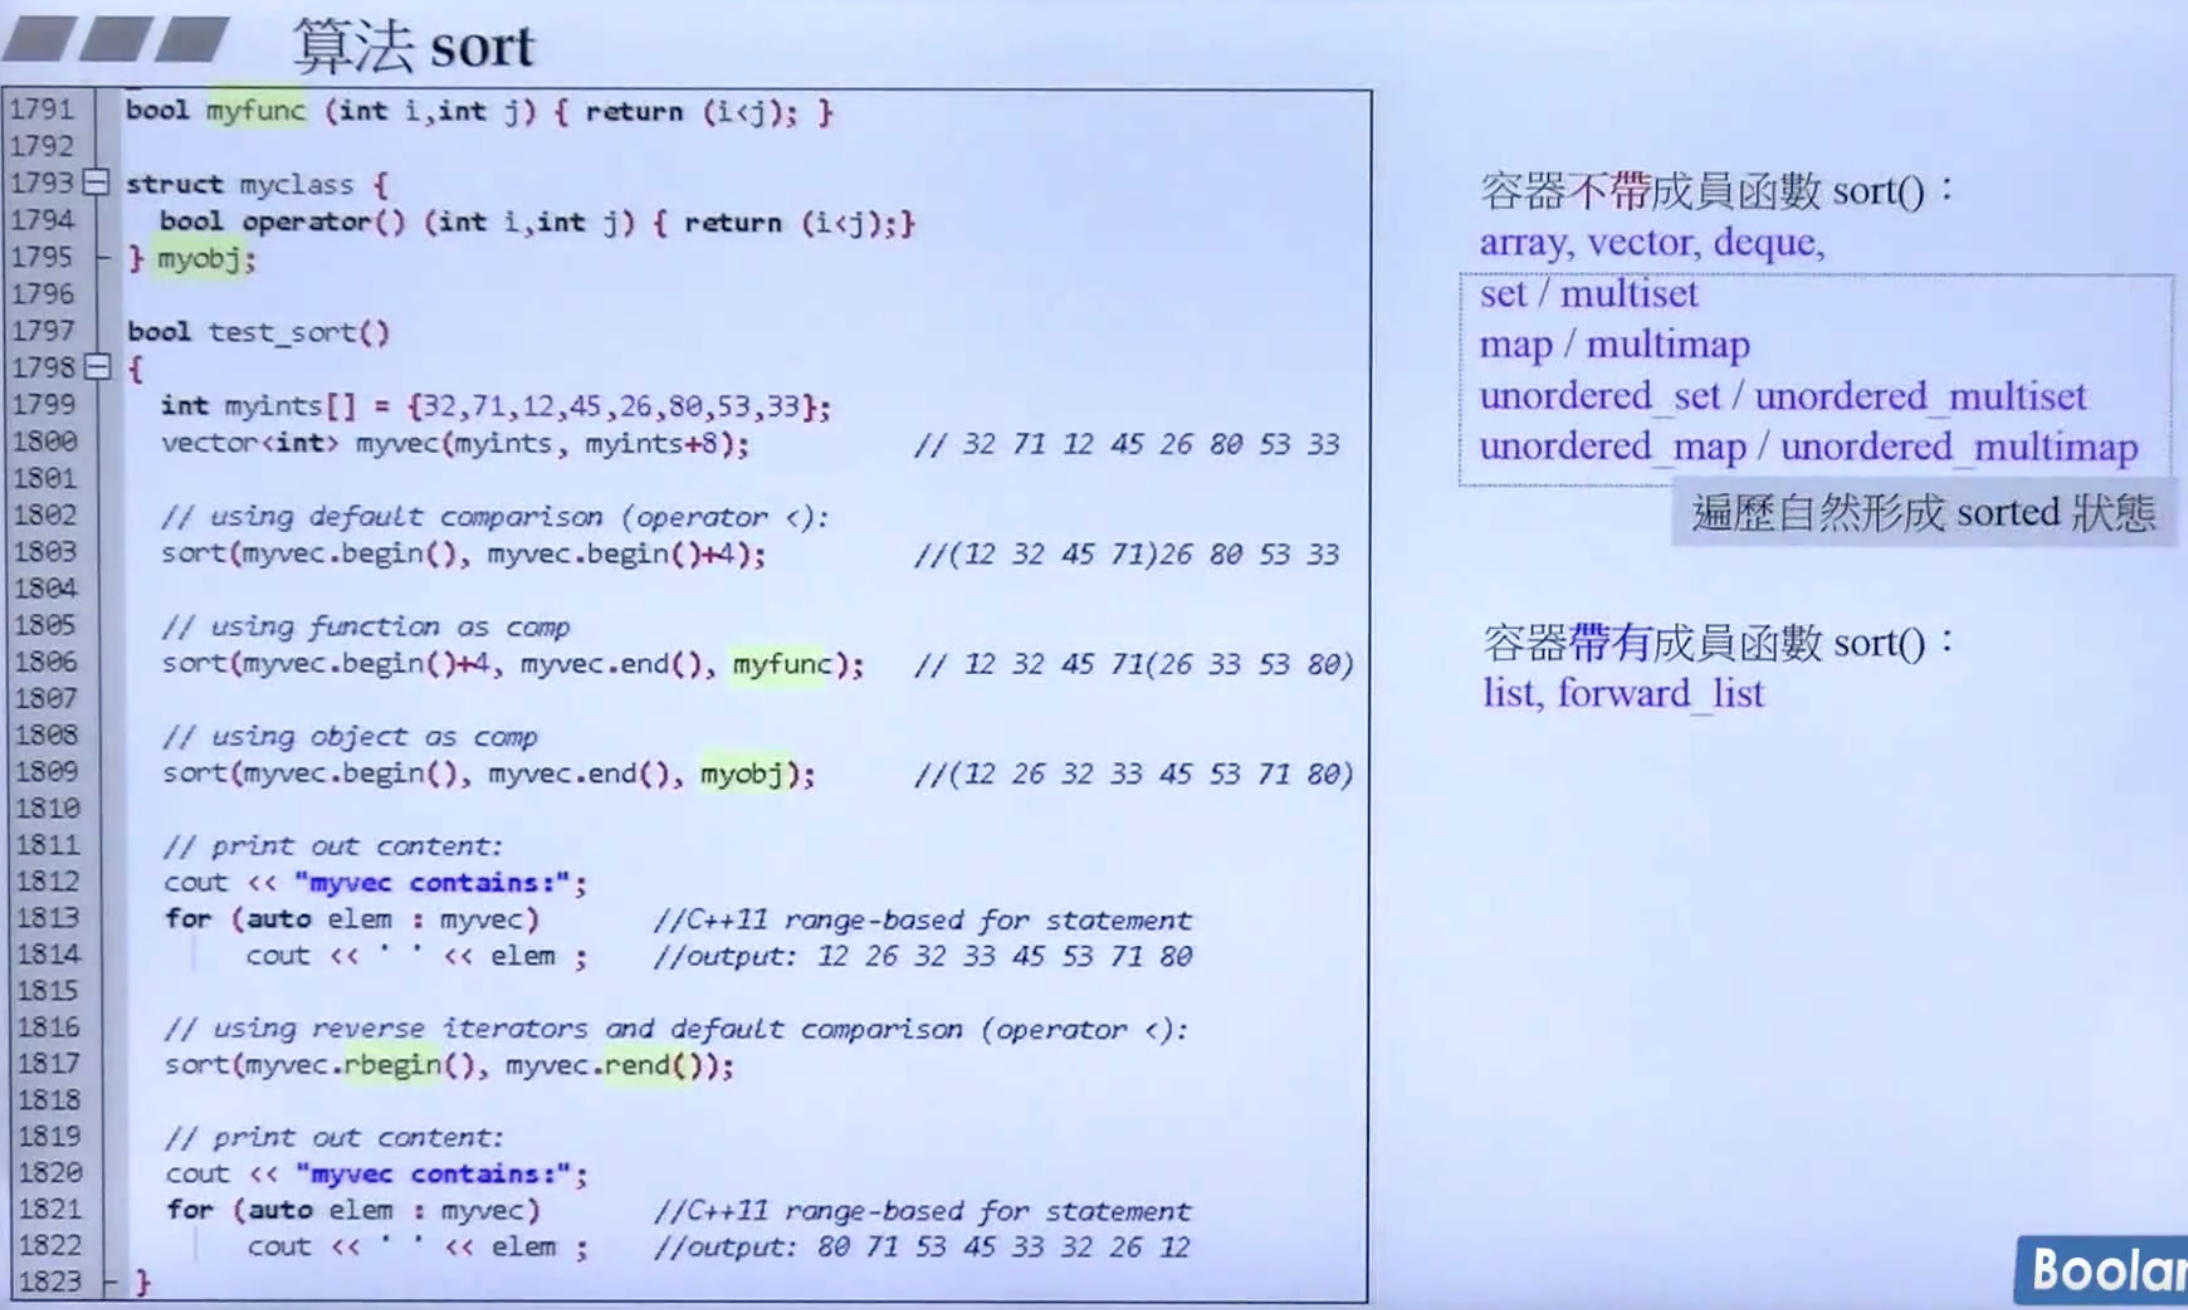 算法 sort
1791 bool myfunc (int i,int j) { return (i<j); }
1792
1793 struct myclass {
1794 bool operator() (int i,int j) { return (i<j);}
1795 } myobj;
1796
1797 bool test_sort()
1798 {
1799 int myints[] = {32,71,12,45,26,80,53,33};
1800 vector<int> myvec(myints, myints+8); // 32 71 12 45 26 80 53 33
1801
1802 // using default comparison (operator <):
1803 sort(myvec.begin(), myvec.begin()+4); //(12 32 45 71)26 80 53 33
1804
1805 // using function as comp
1806 sort(myvec.begin()+4, myvec.end(), myfunc); // 12 32 45 71(26 33 53 80)
1807
1808 // using object as comp
1809 sort(myvec.begin(), myvec.end(), myobj); //(12 26 32 33 45 53 71 80)
1810
1811 // print out content:
1812 cout << "myvec contains:";
1813 for (auto elem : myvec) //C++11 range-based for statement
1814 cout << ' ' << elem ; //output: 12 26 32 33 45 53 71 80
1815
1816 // using reverse iterators and default comparison (operator <):
1817 sort(myvec.rbegin(), myvec.rend());
1818
1819 // print out content:
1820 cout << "myvec contains:";
1821 for (auto elem : myvec) //C++11 range-based for statement
1822 cout << ' ' << elem ; //output: 80 71 53 45 33 32 26 12
1823 }
容器不帶成員函數 sort()：
array, vector, deque,
set / multiset
map / multimap
unordered_set / unordered_multiset
unordered_map / unordered_multimap
遍歷自然形成 sorted 狀態
容器帶有成員函數 sort()：
list, forward_list